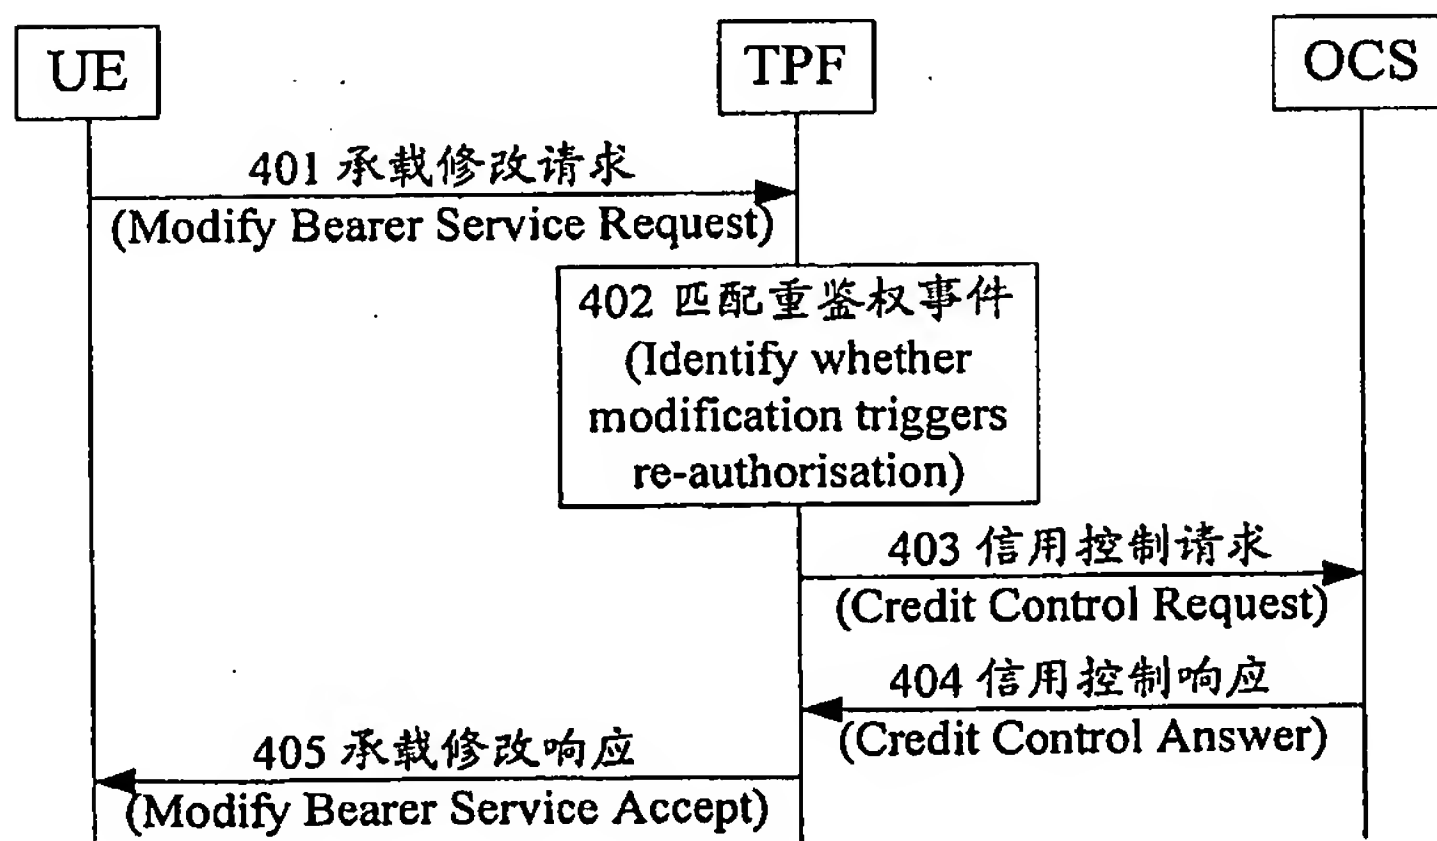 UE
TPF
OCS
401 承载修改请求
(Modify Bearer Service Request)
402 匹配重鉴权事件
(Identify whether
modification triggers
re-authorisation)
403 信用控制请求
(Credit Control Request)
404 信用控制响应
(Credit Control Answer)
405 承载修改响应
(Modify Bearer Service Accept)